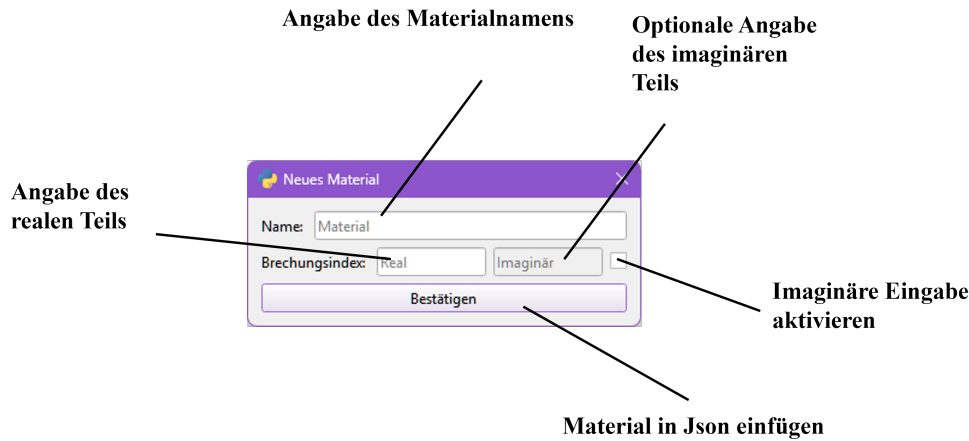 Angabe des Materialnamens
Optionale Angabe
des imaginären
Teils
Neues Material
Angabe des
realen Teils
Name: Material
Brechungsindex: Real Imaginär
Bestätigen
Imaginäre Eingabe
aktivieren
Material in Json einfügen